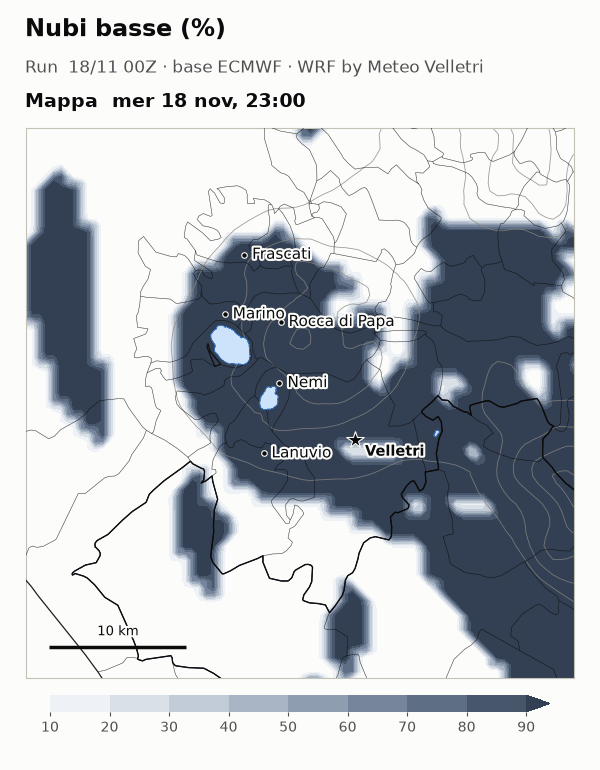 Nubi basse (%)
Run  18/11 00Z · base ECMWF · WRF by Meteo Velletri
Mappa  mer 18 nov, 23:00
Frascati
Marino
Rocca di Papa
Nemi
Velletri
Lanuvio
10 km
10 20 30 40 50 60 70 80 90